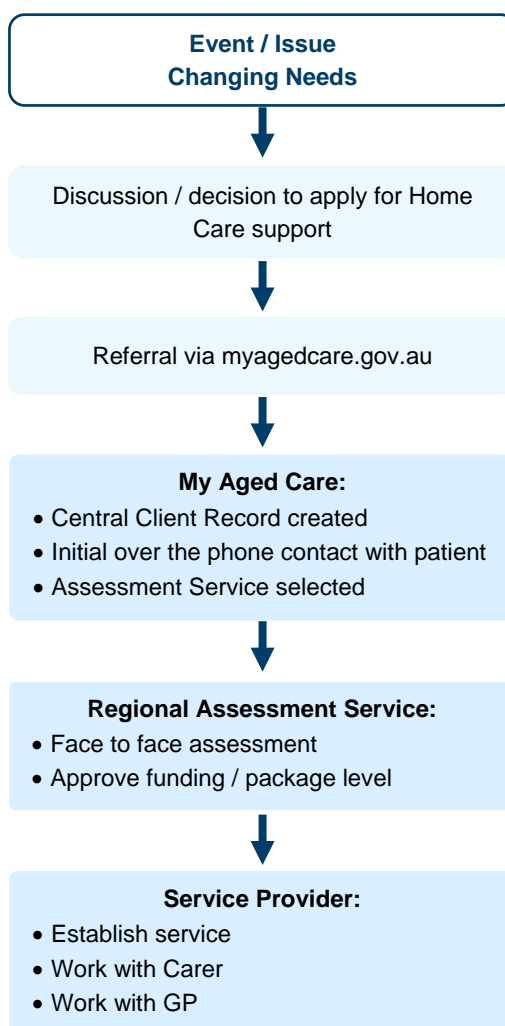 Event / Issue
Changing Needs
Discussion / decision to apply for Home
Care support
Referral via myagedcare.gov.au
My Aged Care:
• Central Client Record created
• Initial over the phone contact with patient
• Assessment Service selected
Regional Assessment Service:
• Face to face assessment
• Approve funding / package level
Service Provider:
• Establish service
• Work with Carer
• Work with GP